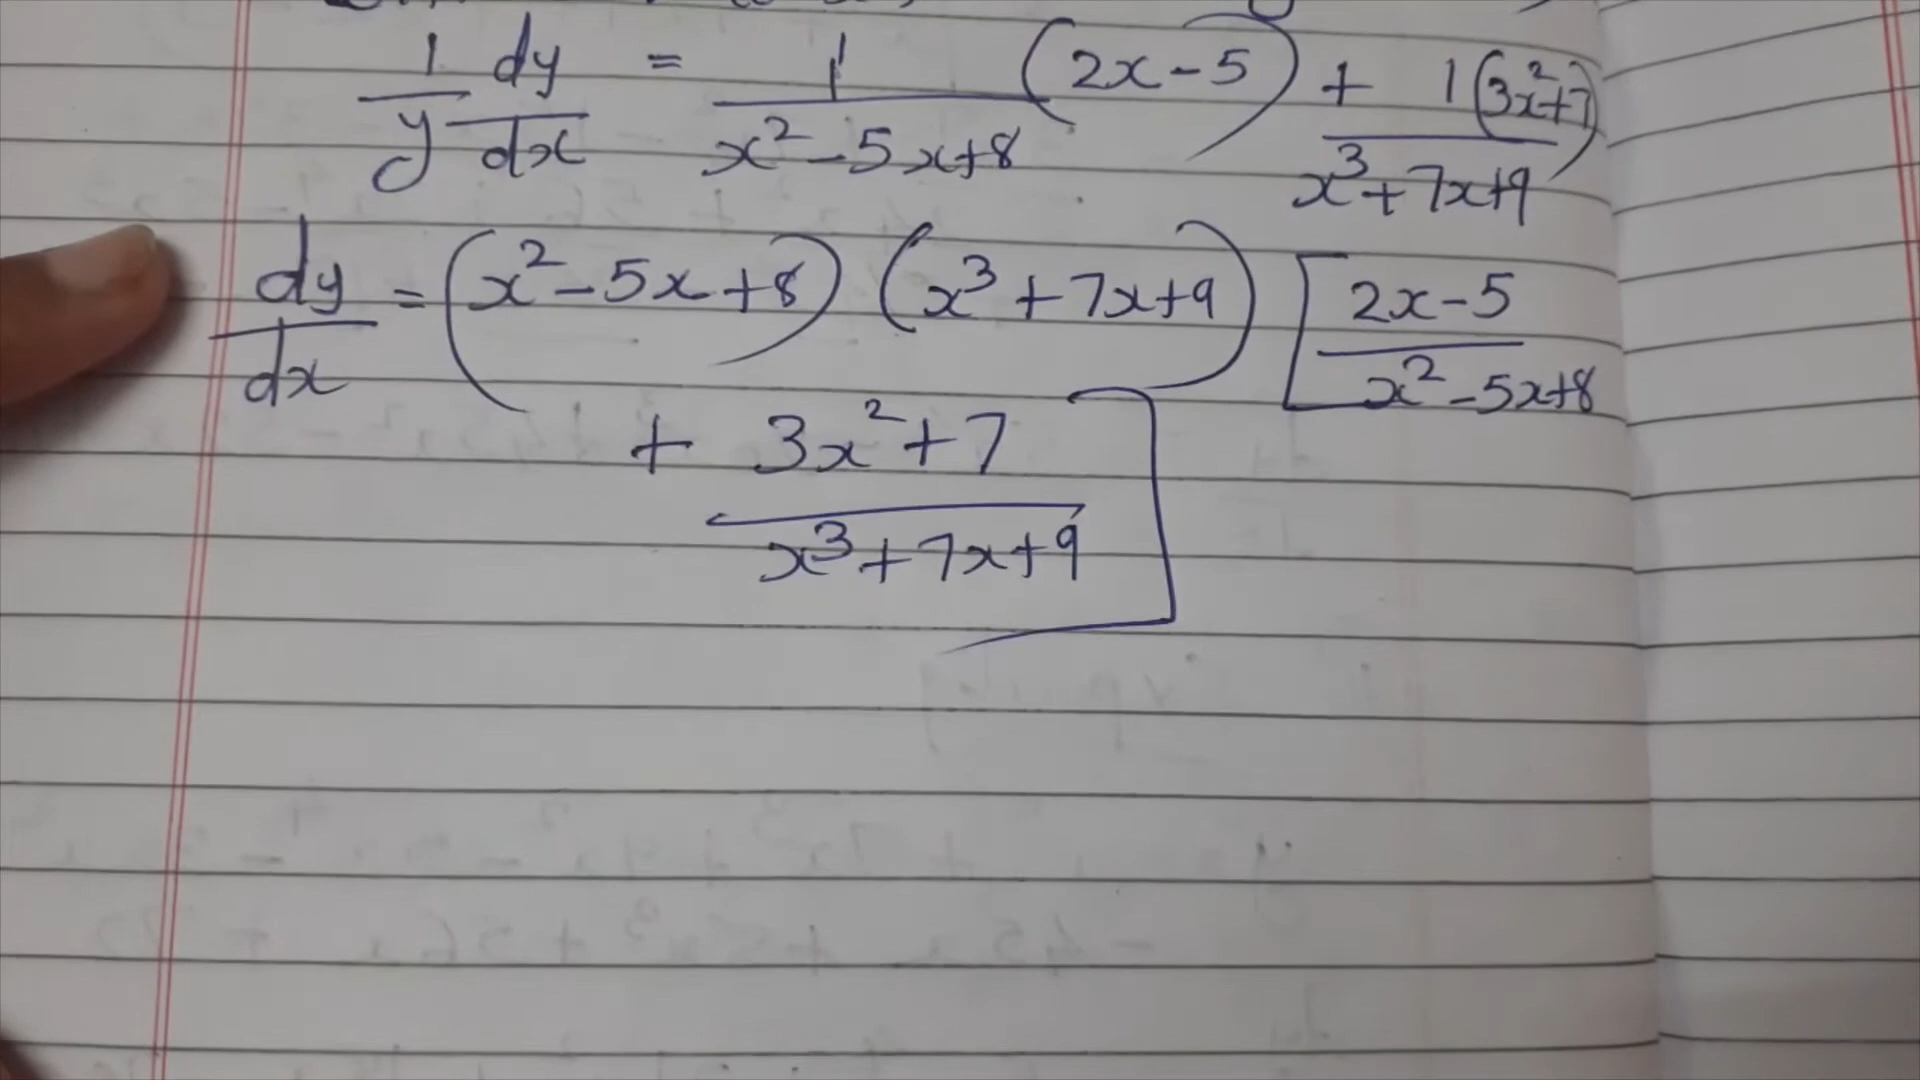 1/y dy/dx = 1/(x²-5x+8) (2x-5) + 1(3x²+7)/(x³+7x+9)
dy/dx = (x²-5x+8) (x³+7x+9) [ (2x-5)/(x²-5x+8)
+ (3x²+7)/(x³+7x+9) ]